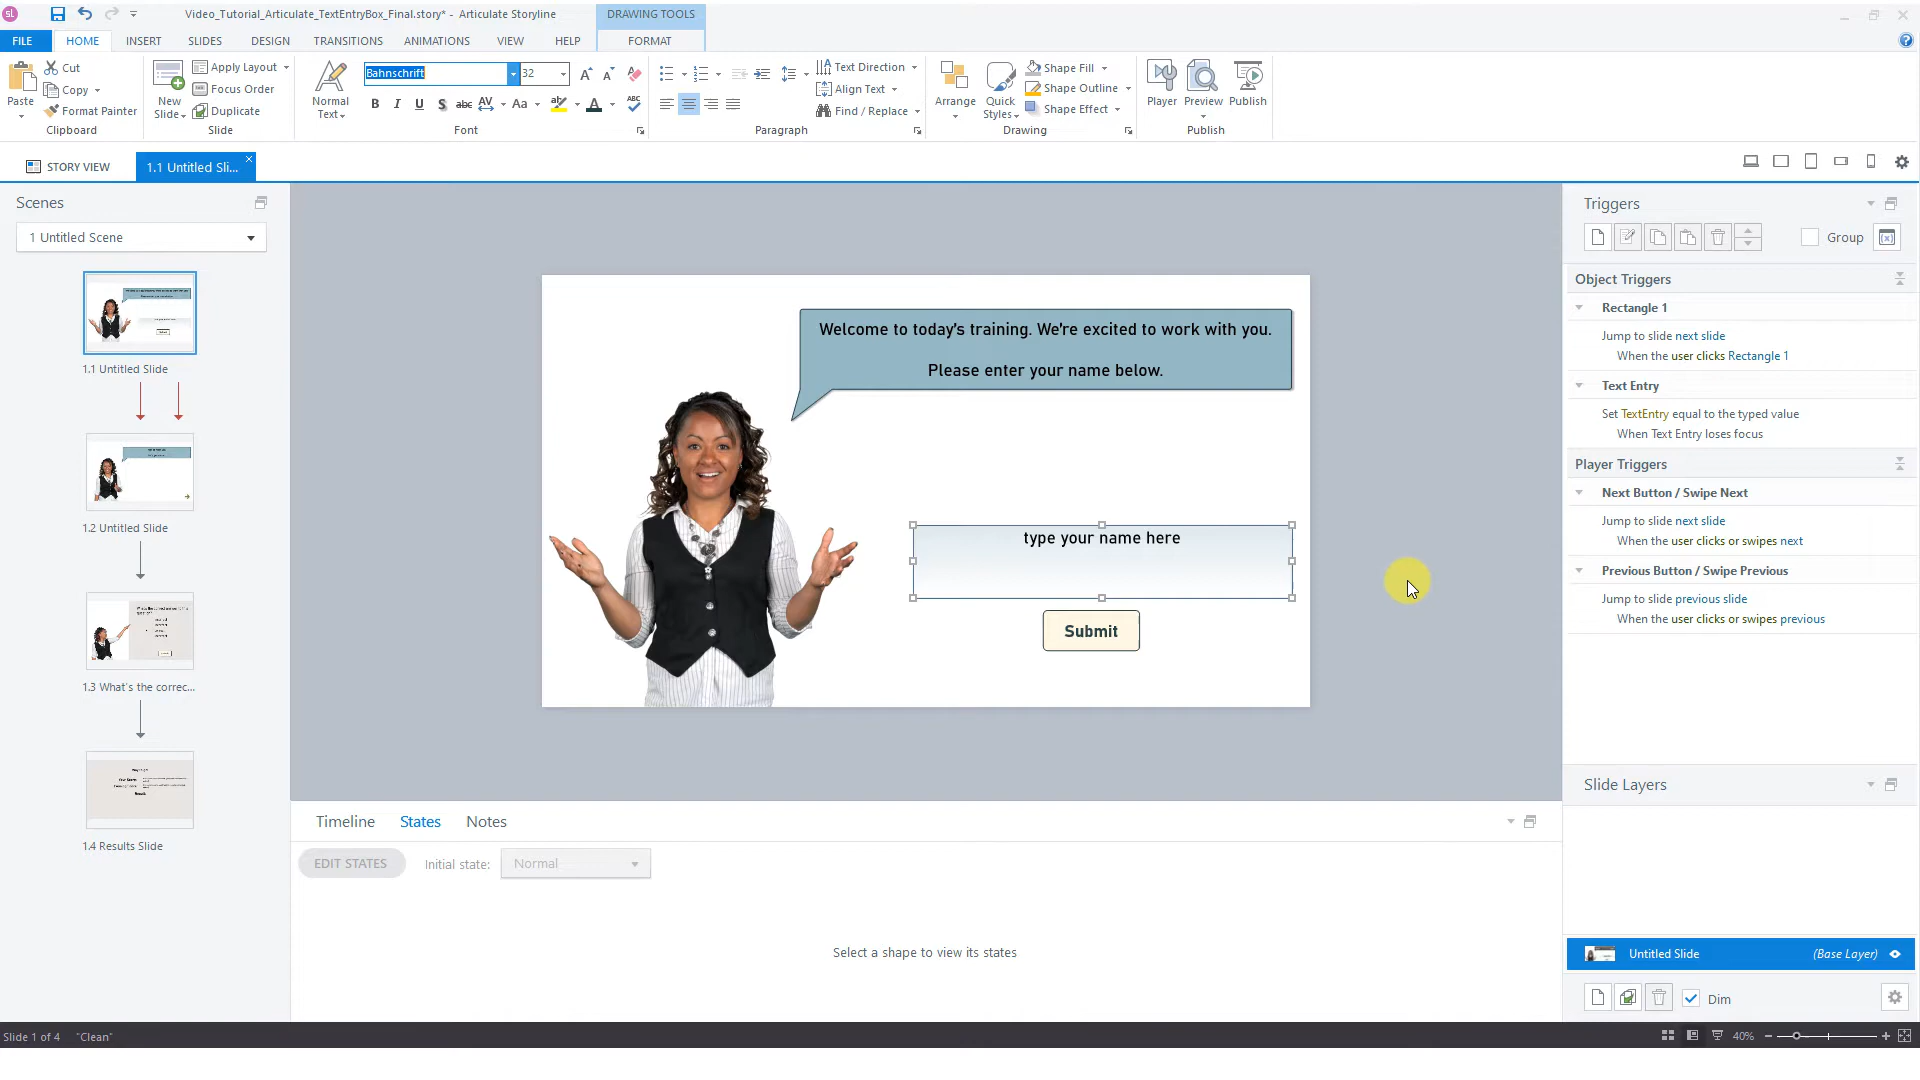 Video_Tutorial_Articulate_TextEntryBox_Final.story* - Articulate Storyline
DRAWING TOOLS
FILE
HOME
INSERT
SLIDES
DESIGN
TRANSITIONS
ANIMATIONS
VIEW
HELP
FORMAT
Paste
Cut
Copy
Format Painter
Clipboard
New Slide
Apply Layout
Focus Order
Duplicate
Slide
Normal Text
Bahnschrift
32
B I U S abc AV Aa A ABC
Font
Text Direction
Align Text
Find / Replace
Paragraph
Arrange
Quick Styles
Shape Fill
Shape Outline
Shape Effect
Drawing
Player
Preview
Publish
Publish
STORY VIEW
1.1 Untitled Sli...
Scenes
1 Untitled Scene
1.1 Untitled Slide
1.2 Untitled Slide
1.3 What's the correc...
1.4 Results Slide
Welcome to today's training. We're excited to work with you.
Please enter your name below.
type your name here
Submit
Timeline
States
Notes
EDIT STATES
Initial state:
Normal
Select a shape to view its states
Triggers
Group
Object Triggers
Rectangle 1
Jump to slide next slide
When the user clicks Rectangle 1
Text Entry
Set TextEntry equal to the typed value
When Text Entry loses focus
Player Triggers
Next Button / Swipe Next
Jump to slide next slide
When the user clicks or swipes next
Previous Button / Swipe Previous
Jump to slide previous slide
When the user clicks or swipes previous
Slide Layers
Untitled Slide
(Base Layer)
Dim
Slide 1 of 4
"Clean"
40%